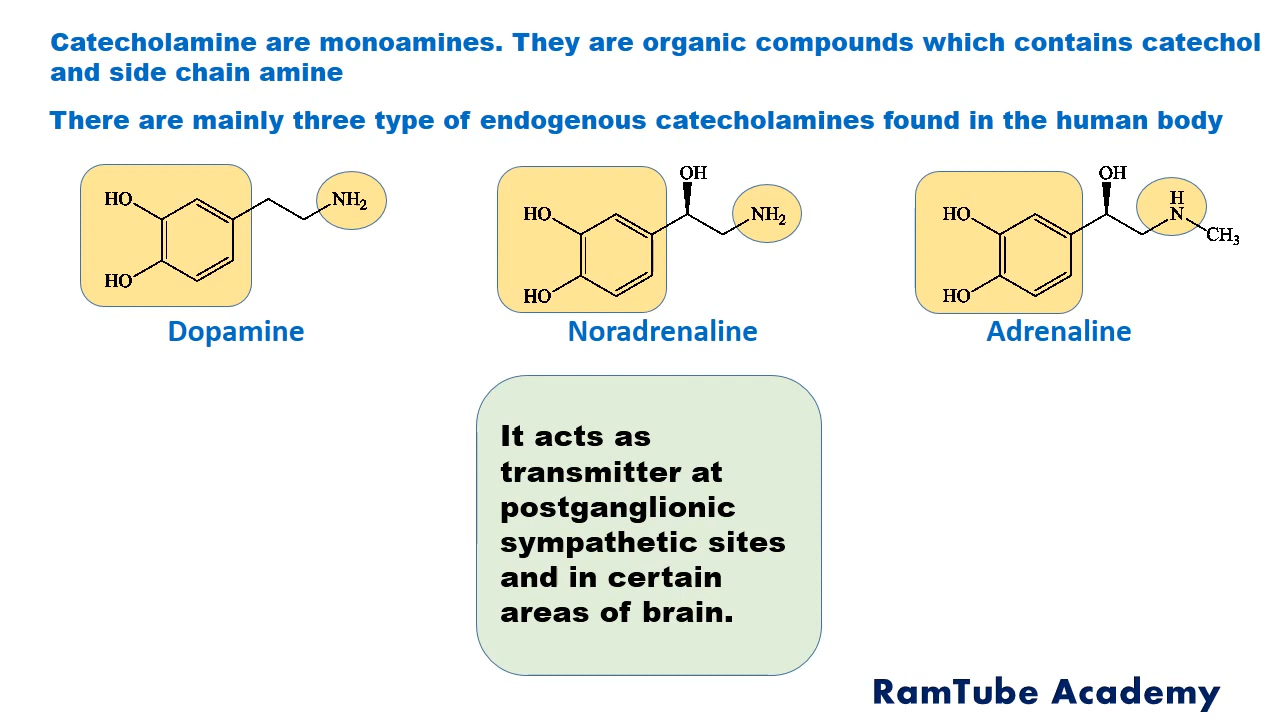 Catecholamine are monoamines. They are organic compounds which contains catechol
and side chain amine
There are mainly three type of endogenous catecholamines found in the human body
HO
HO
NH2
Dopamine
OH
HO
HO
NH2
Noradrenaline
OH
HO
HO
H
N
CH3
Adrenaline
It acts as
transmitter at
postganglionic
sympathetic sites
and in certain
areas of brain.
RamTube Academy